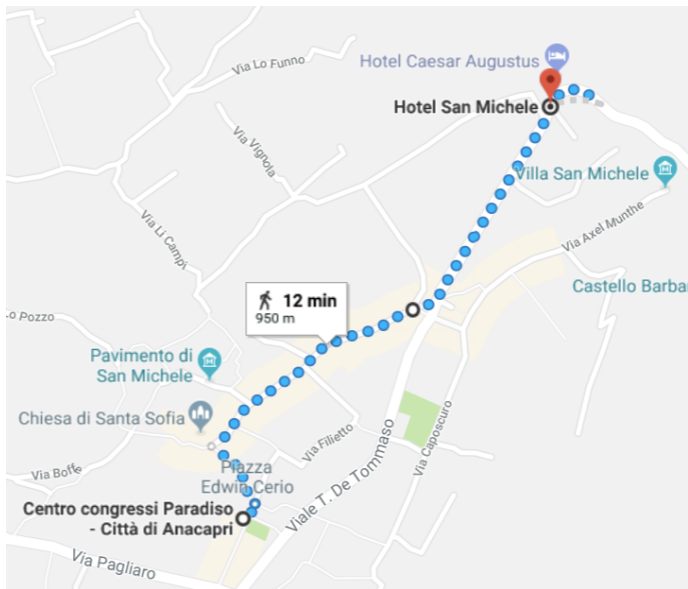 Via Lo Funno
Hotel Caesar Augustus
Hotel San Michele
Via Vignola
Villa San Michele
Via Li Campi
Via Axel Munthe
Castello Barba
12 min
950 m
o Pozzo
Pavimento di
San Michele
Chiesa di Santa Sofia
Via Caposcuro
Via Filietto
Viale T. De Tommaso
Via Boffe
Piazza
Edwin Cerio
Centro congressi Paradiso
- Città di Anacapri
Via Pagliaro